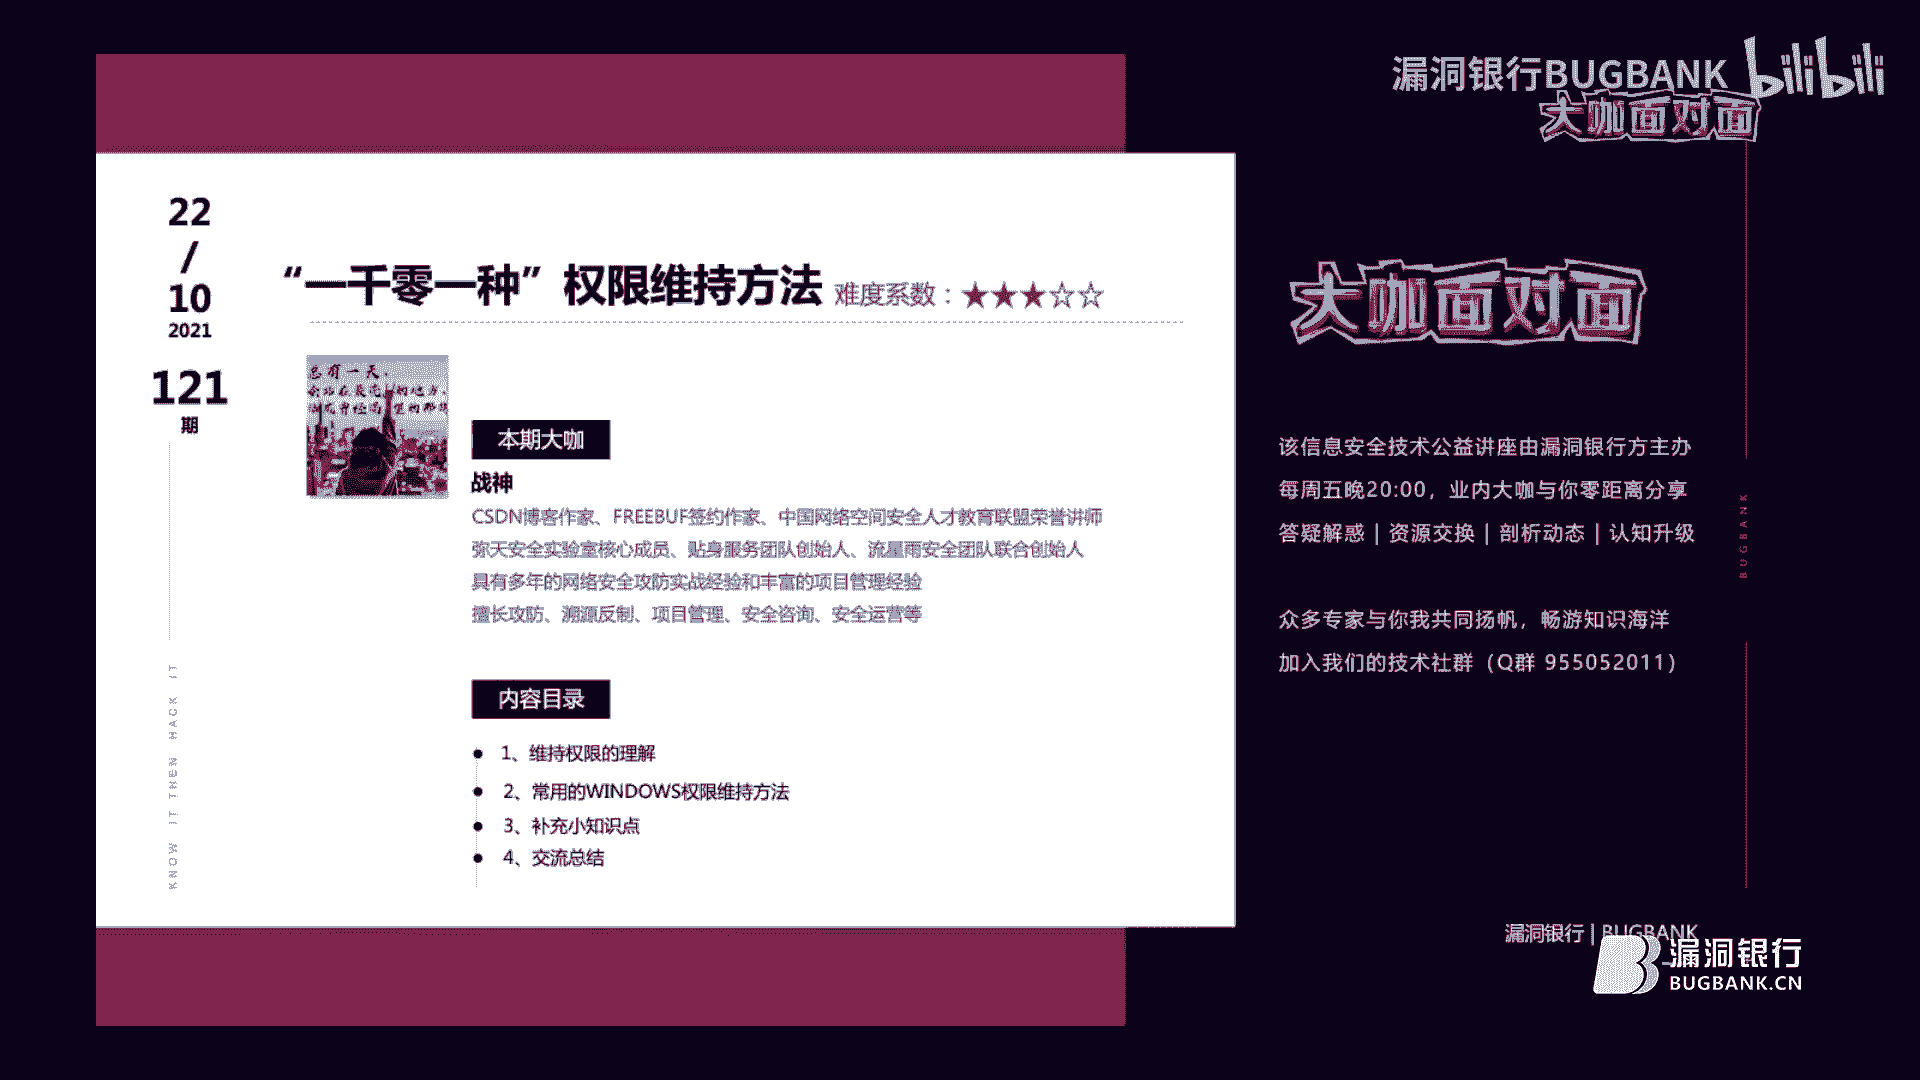 漏洞银行BUGBANK bilibili
大咖面对面
22
/
10
2021
121
期
“一千零一种”权限维持方法 难度系数：★★★☆☆
总有一天，
本期大咖
战神
CSDN博客作家、FREEBUF签约作家、中国网络空间安全人才教育联盟荣誉讲师
弥天安全实验室核心成员、贴身服务团队创始人、流星雨安全团队联合创始人
具有多年的网络安全攻防实战经验和丰富的项目管理经验
擅长攻防、溯源反制、项目管理、安全咨询、安全运营等
内容目录
1、维持权限的理解
2、常用的WINDOWS权限维持方法
3、补充小知识点
4、交流总结
KNOW IT THEN HACK IT
大咖面对面
该信息安全技术公益讲座由漏洞银行方主办
每周五晚20:00，业内大咖与你零距离分享
答疑解惑 | 资源交换 | 剖析动态 | 认知升级
众多专家与你我共同扬帆，畅游知识海洋
加入我们的技术社群（Q群 955052011）
BUGBANK
漏洞银行 | BUGBANK
漏洞银行
BUGBANK.CN